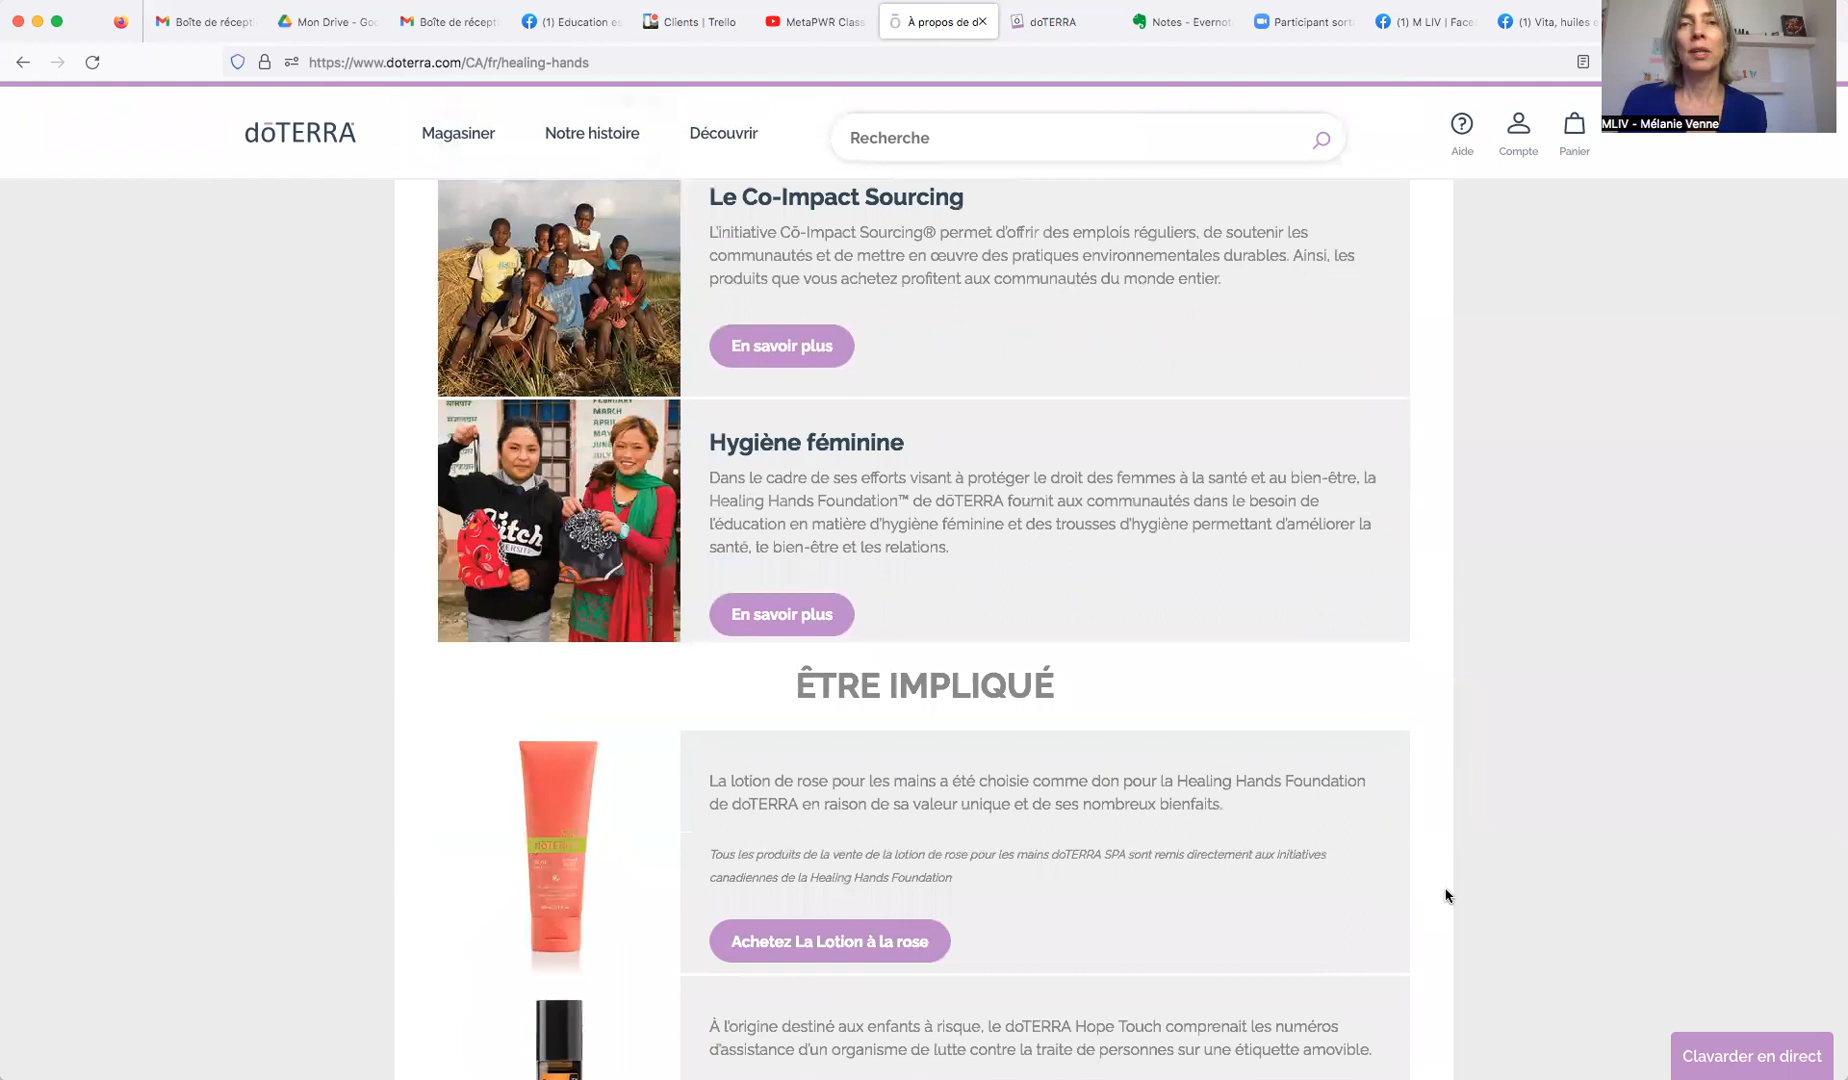 Boîte de récept
Mon Drive - Goo
Boîte de récept
(1) Education es
Clients | Trello
MetaPWR Class
À propos de d
doTERRA
Notes - Evernot
Participant sort
(1) M LIV | Face
(1) Vita, huiles e
https://www.doterra.com/CA/fr/healing-hands
MLIV - Mélanie Venne
dōTERRA
Magasiner
Notre histoire
Découvrir
Recherche
Aide
Compte
Panier
Le Co-Impact Sourcing
L'initiative Cō-Impact Sourcing® permet d'offrir des emplois réguliers, de soutenir les
communautés et de mettre en œuvre des pratiques environnementales durables. Ainsi, les
produits que vous achetez profitent aux communautés du monde entier.
En savoir plus
FEBRUARY
MARCH
APRIL
Hygiène féminine
Dans le cadre de ses efforts visant à protéger le droit des femmes à la santé et au bien-être, la
Healing Hands Foundation™ de dōTERRA fournit aux communautés dans le besoin de
l'éducation en matière d'hygiène féminine et des trousses d'hygiène permettant d'améliorer la
santé, le bien-être et les relations.
En savoir plus
ÊTRE IMPLIQUÉ
La lotion de rose pour les mains a été choisie comme don pour la Healing Hands Foundation
de doTERRA en raison de sa valeur unique et de ses nombreux bienfaits.
Tous les produits de la vente de la lotion de rose pour les mains doTERRA SPA sont remis directement aux initiatives
canadiennes de la Healing Hands Foundation
Achetez La Lotion à la rose
À l'origine destiné aux enfants à risque, le doTERRA Hope Touch comprenait les numéros
d'assistance d'un organisme de lutte contre la traite de personnes sur une étiquette amovible.
Clavarder en direct